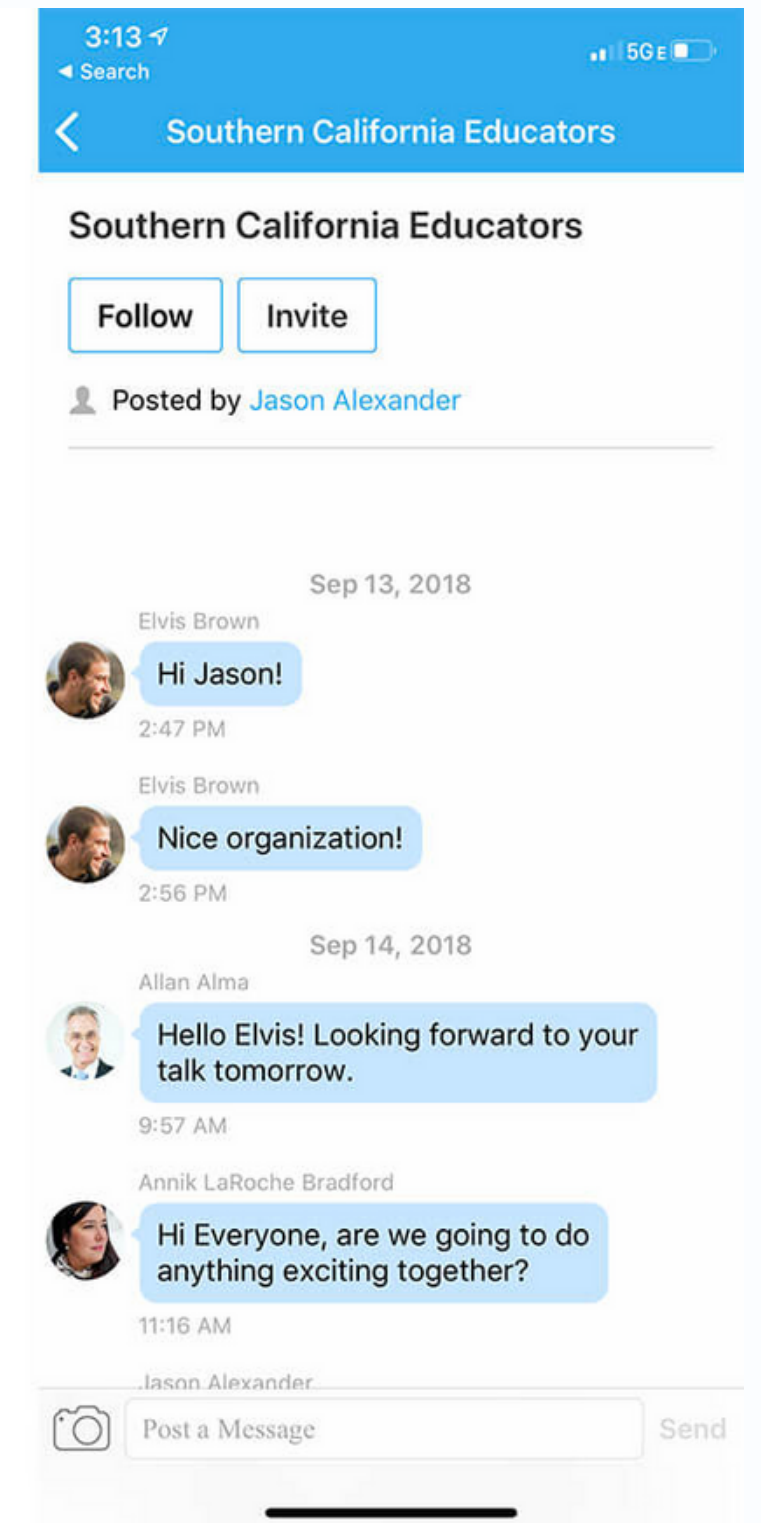 3:13
5GE
◀ Search
Southern California Educators
Southern California Educators
Follow
Invite
Posted by Jason Alexander
Sep 13, 2018
Elvis Brown
Hi Jason!
2:47 PM
Elvis Brown
Nice organization!
2:56 PM
Sep 14, 2018
Allan Alma
Hello Elvis! Looking forward to your
talk tomorrow.
9:57 AM
Annik LaRoche Bradford
Hi Everyone, are we going to do
anything exciting together?
11:16 AM
Jason Alexander
Post a Message
Send